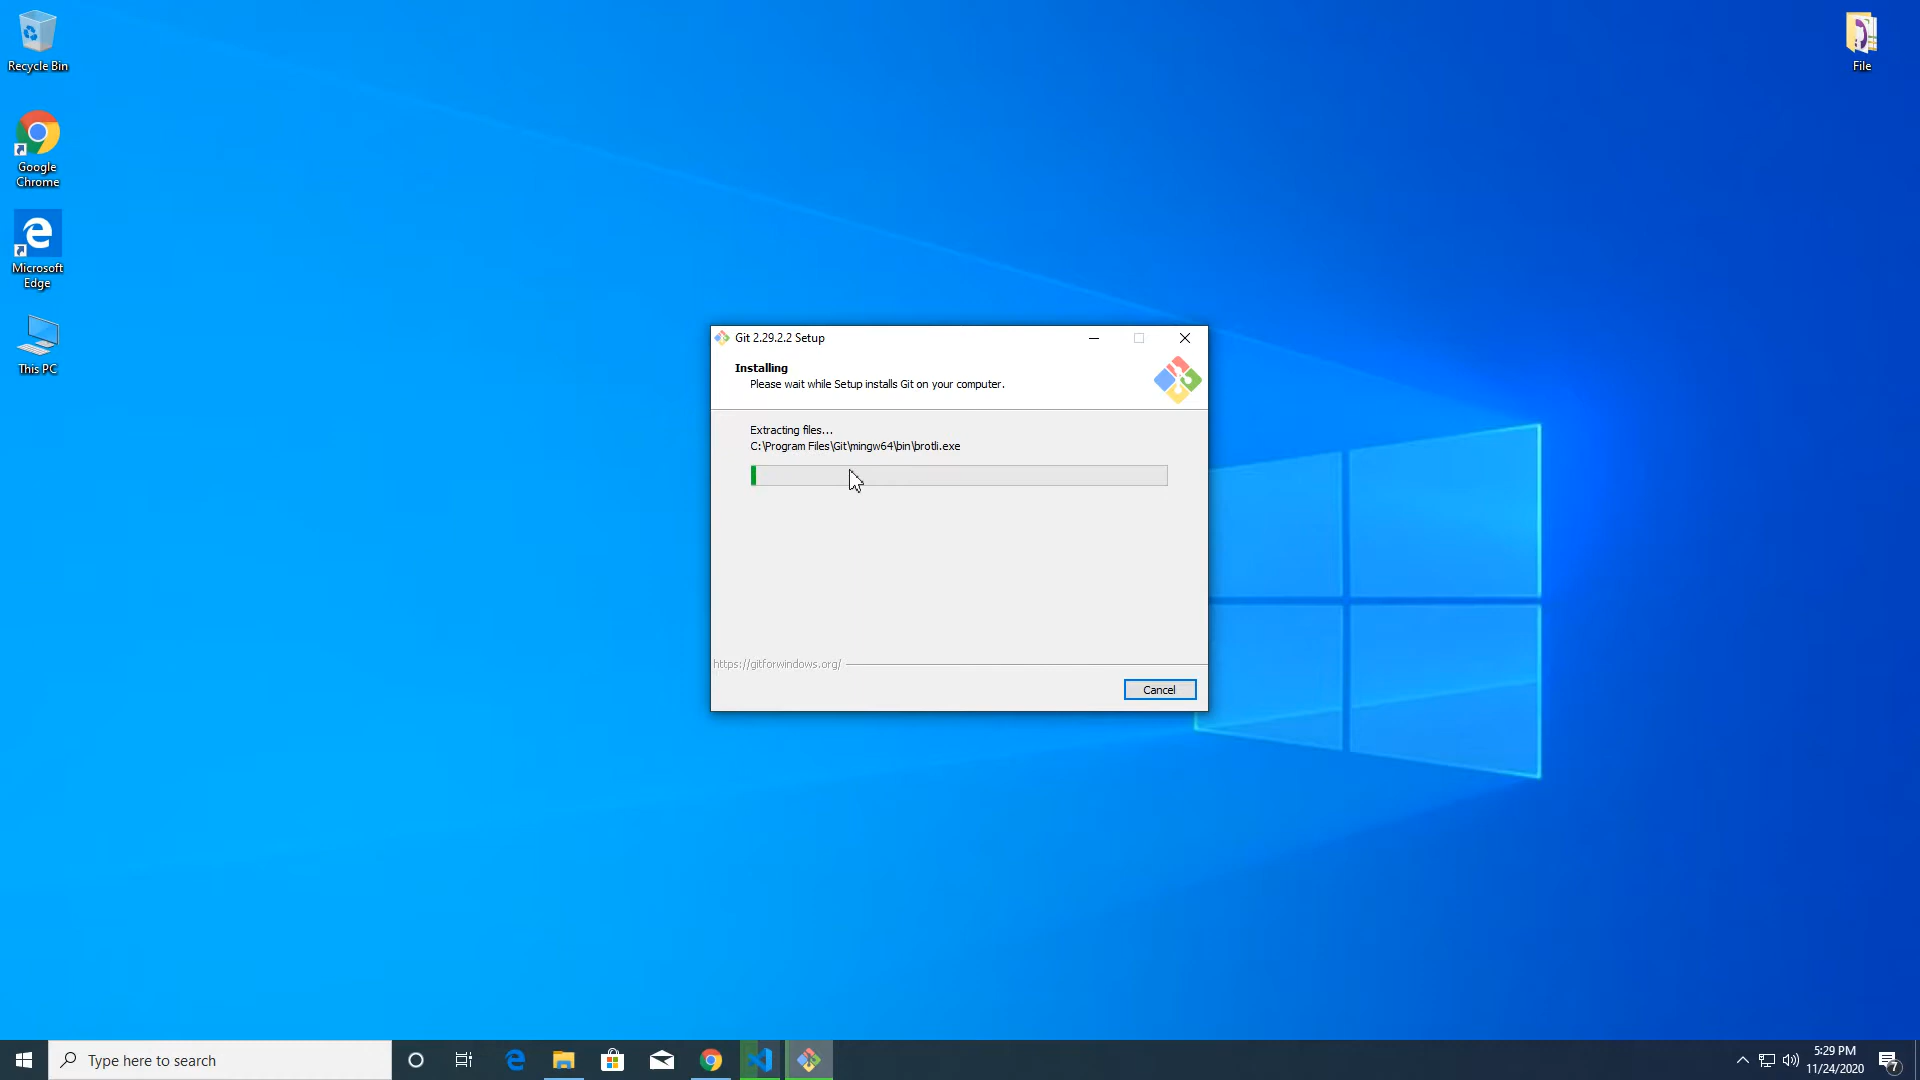 Recycle Bin
File
Google
Chrome
Microsoft
Edge
This PC
Git 2.29.2.2 Setup
Installing
Please wait while Setup installs Git on your computer.
Extracting files...
C:\Program Files\Git\mingw64\bin\brotli.exe
https://gitforwindows.org/
Cancel
Type here to search
5:29 PM
11/24/2020
7